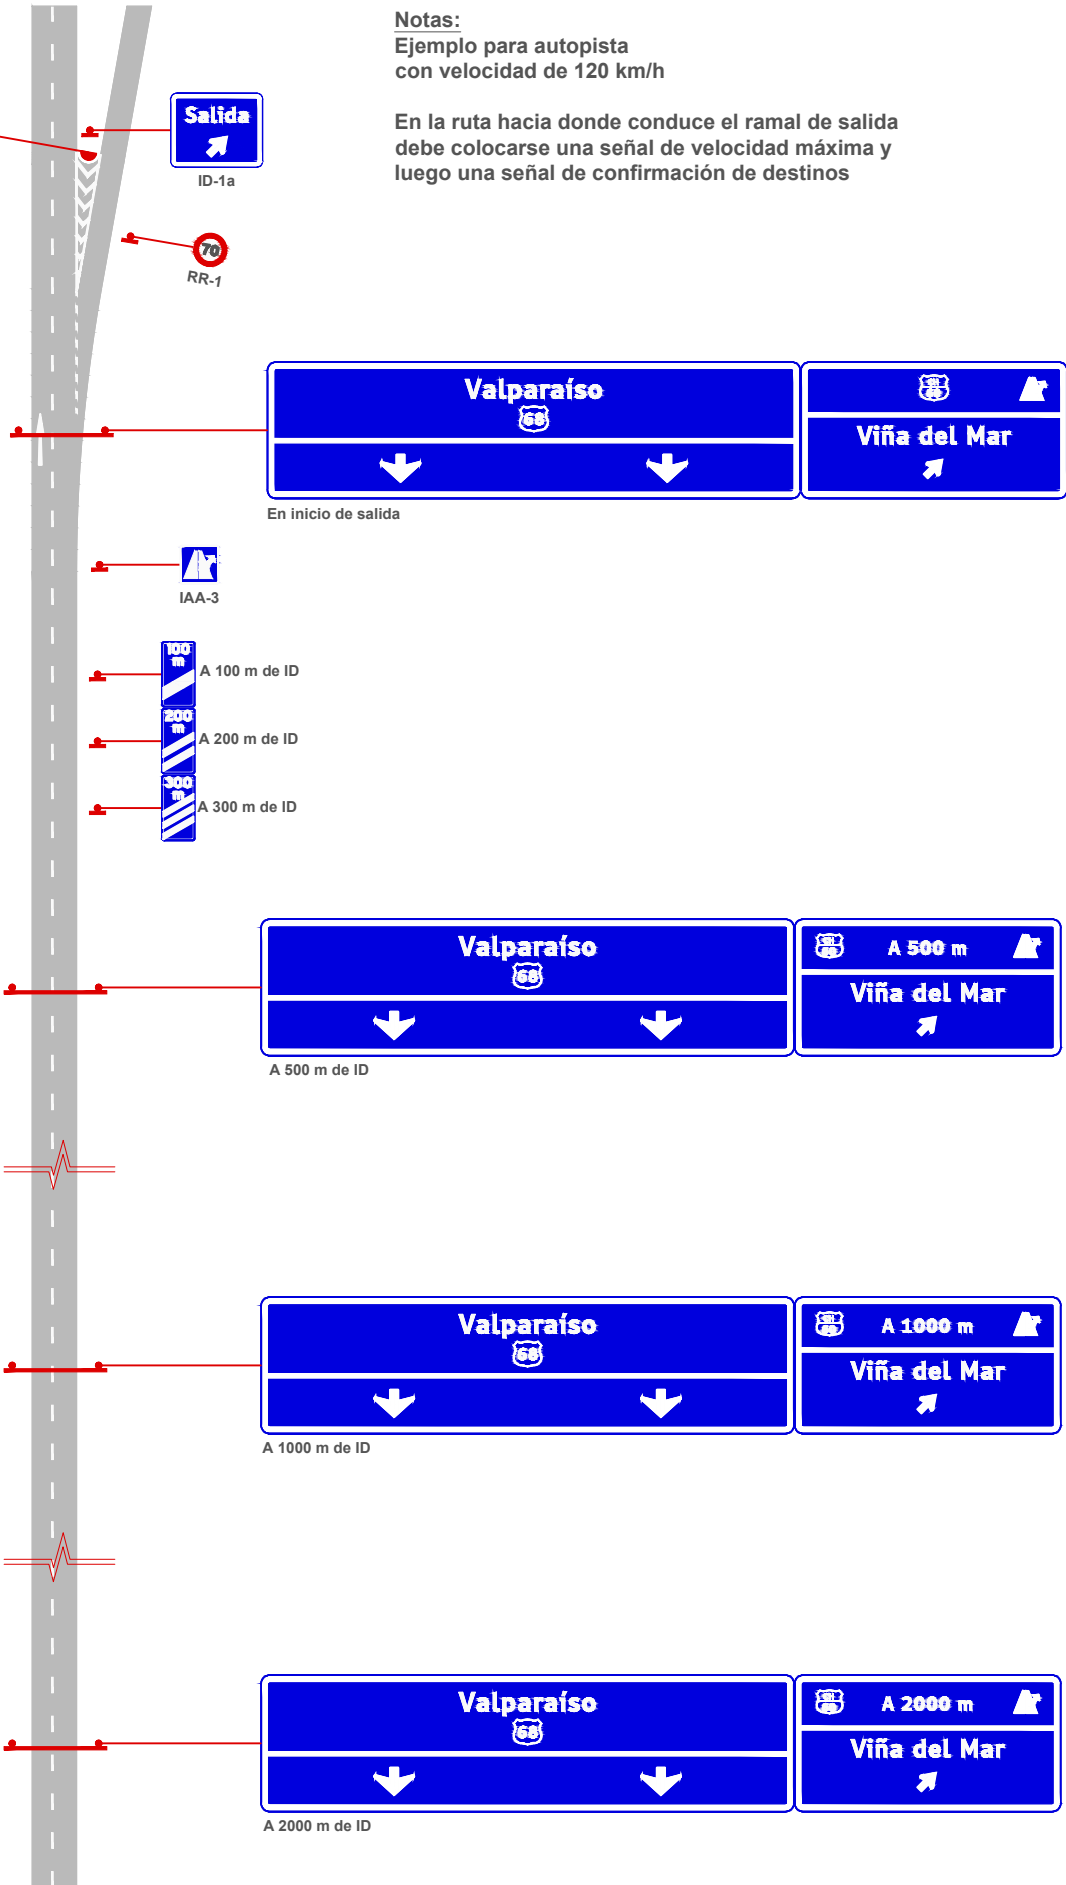 Notas:
Ejemplo para autopista
con velocidad de 120 km/h
En la ruta hacia donde conduce el ramal de salida
debe colocarse una señal de velocidad máxima y
luego una señal de confirmación de destinos
Salida
ID-1a
70
RR-1
Valparaíso
68
Viña del Mar
En inicio de salida
IAA-3
100
m
A 100 m de ID
200
m
A 200 m de ID
300
m
A 300 m de ID
Valparaíso
68
A 500 m
Viña del Mar
A 500 m de ID
Valparaíso
68
A 1000 m
Viña del Mar
A 1000 m de ID
Valparaíso
68
A 2000 m
Viña del Mar
A 2000 m de ID